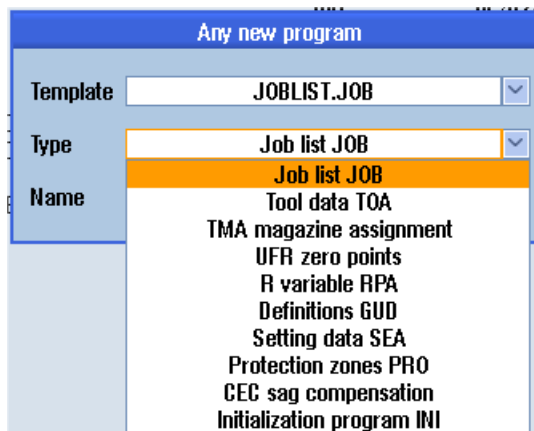 Any new program
Template JOBLIST.JOB
Type Job list JOB
Name Job list JOB
Tool data TOA
TMA magazine assignment
UFR zero points
R variable RPA
Definitions GUD
Setting data SEA
Protection zones PRO
CEC sag compensation
Initialization program INI